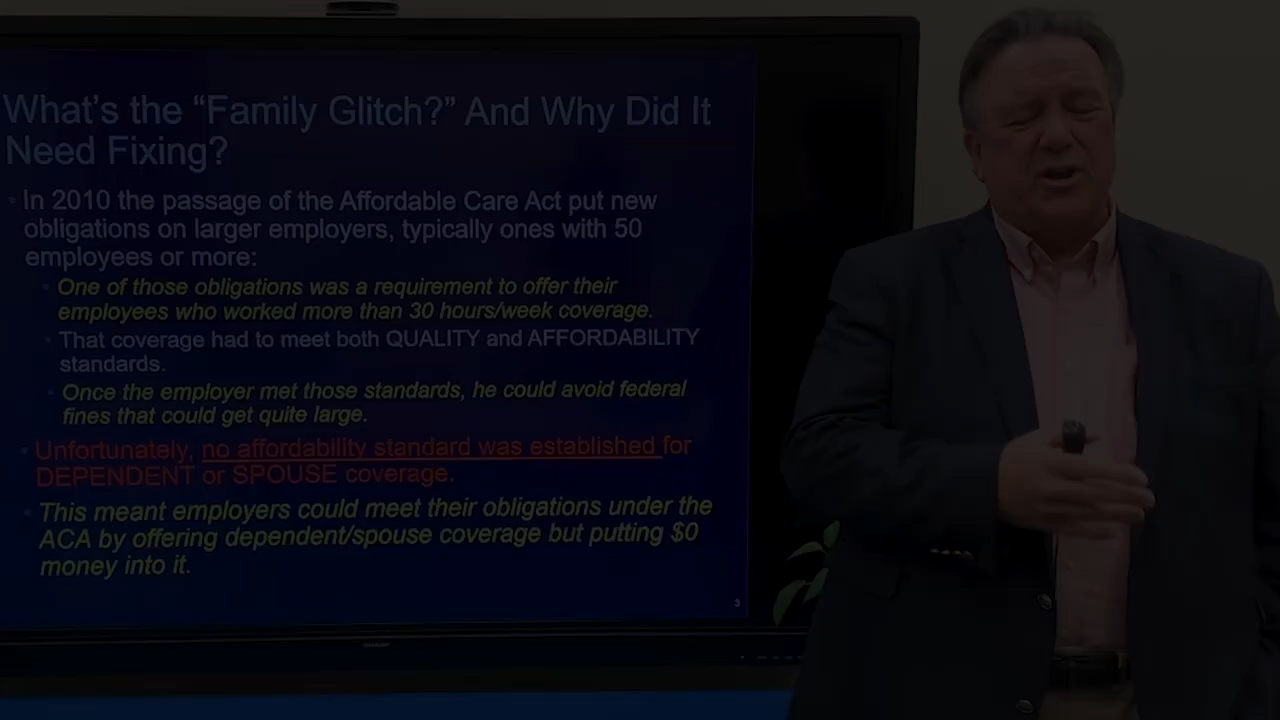 What's the “Family Glitch?” And Why Did It
Need Fixing?
• In 2010 the passage of the Affordable Care Act put new
obligations on larger employers, typically ones with 50
employees or more:
• One of those obligations was a requirement to offer their
employees who worked more than 30 hours/week coverage.
• That coverage had to meet both QUALITY and AFFORDABILITY
standards.
• Once the employer met those standards, he could avoid federal
fines that could get quite large.
• Unfortunately, no affordability standard was established for
DEPENDENT or SPOUSE coverage.
• This meant employers could meet their obligations under the
ACA by offering dependent/spouse coverage but putting $0
money into it.
3
SHARP